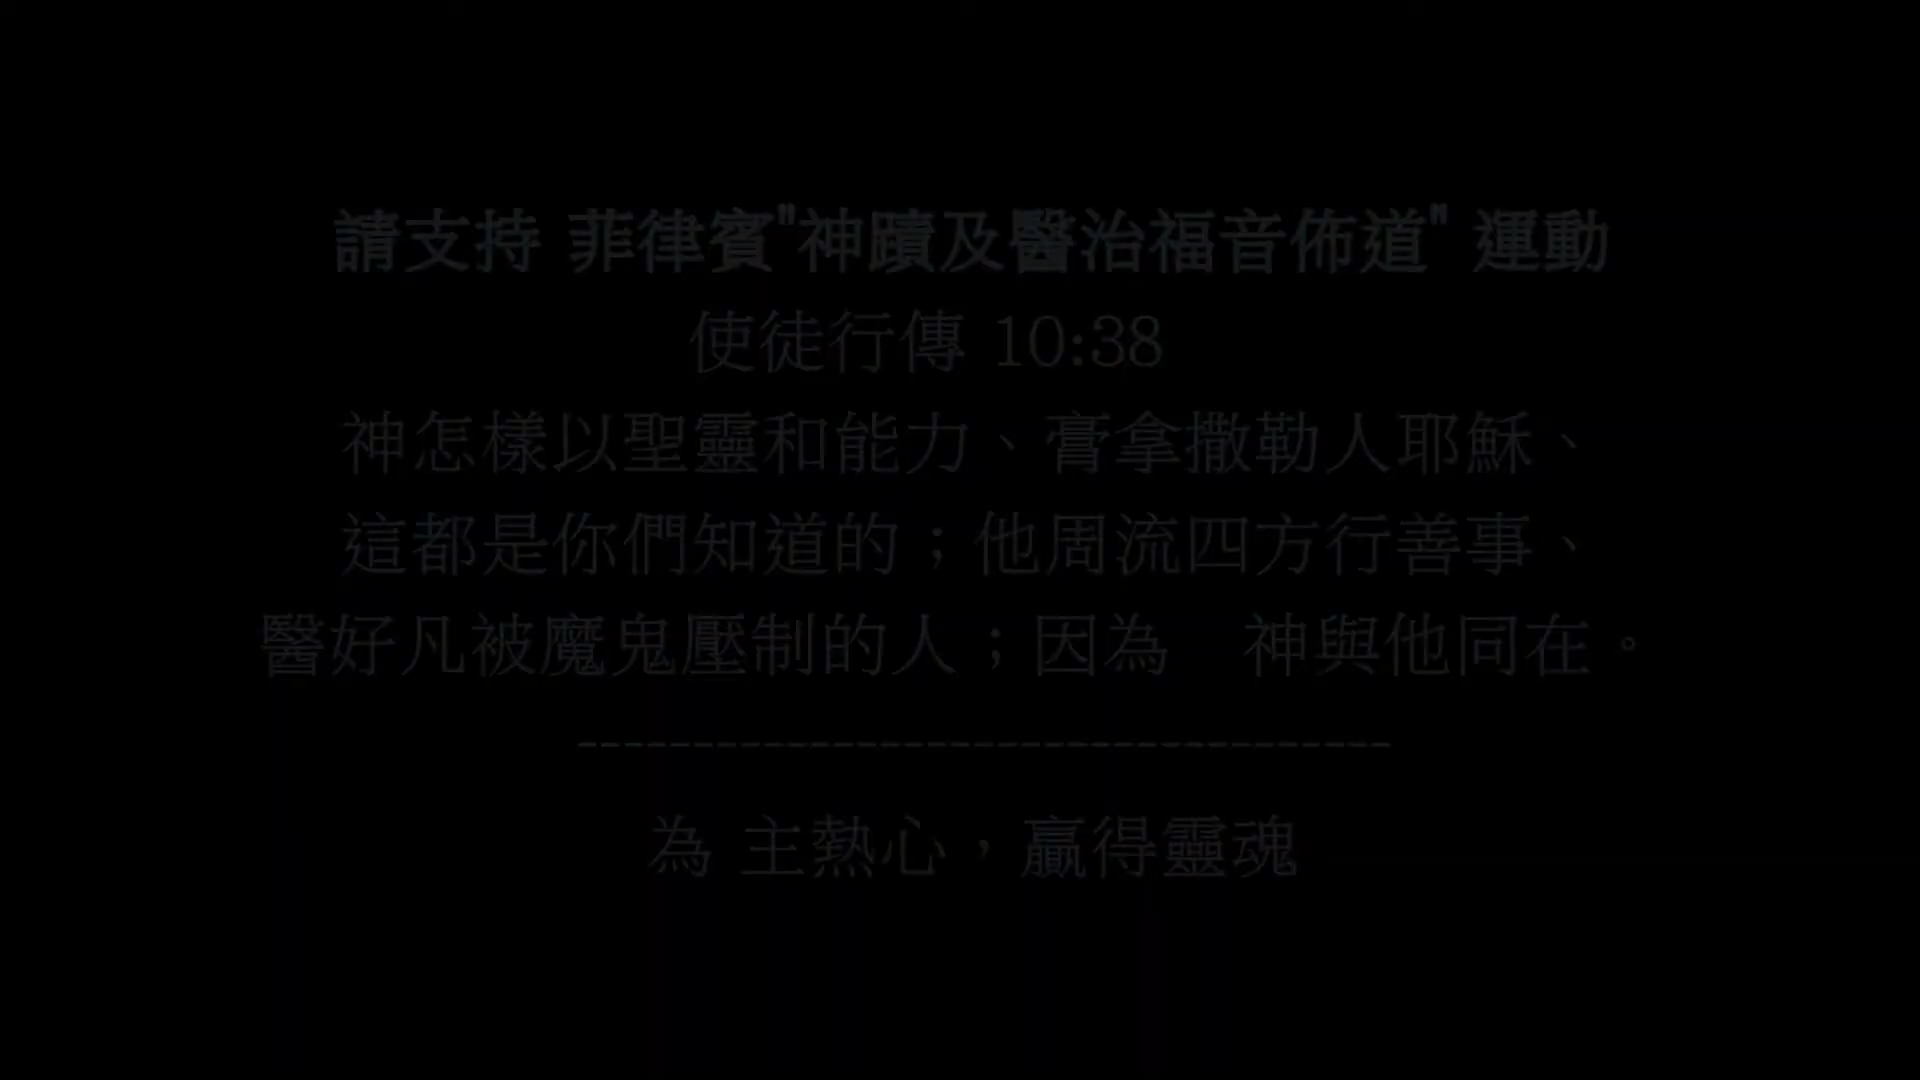 請支持 菲律賓"神蹟及醫治福音佈道" 運動
使徒行傳 10:38
神怎樣以聖靈和能力、膏拿撒勒人耶穌、
這都是你們知道的；他周流四方行善事、
醫好凡被魔鬼壓制的人；因為　神與他同在。
-----------------------------------
為 主熱心，贏得靈魂